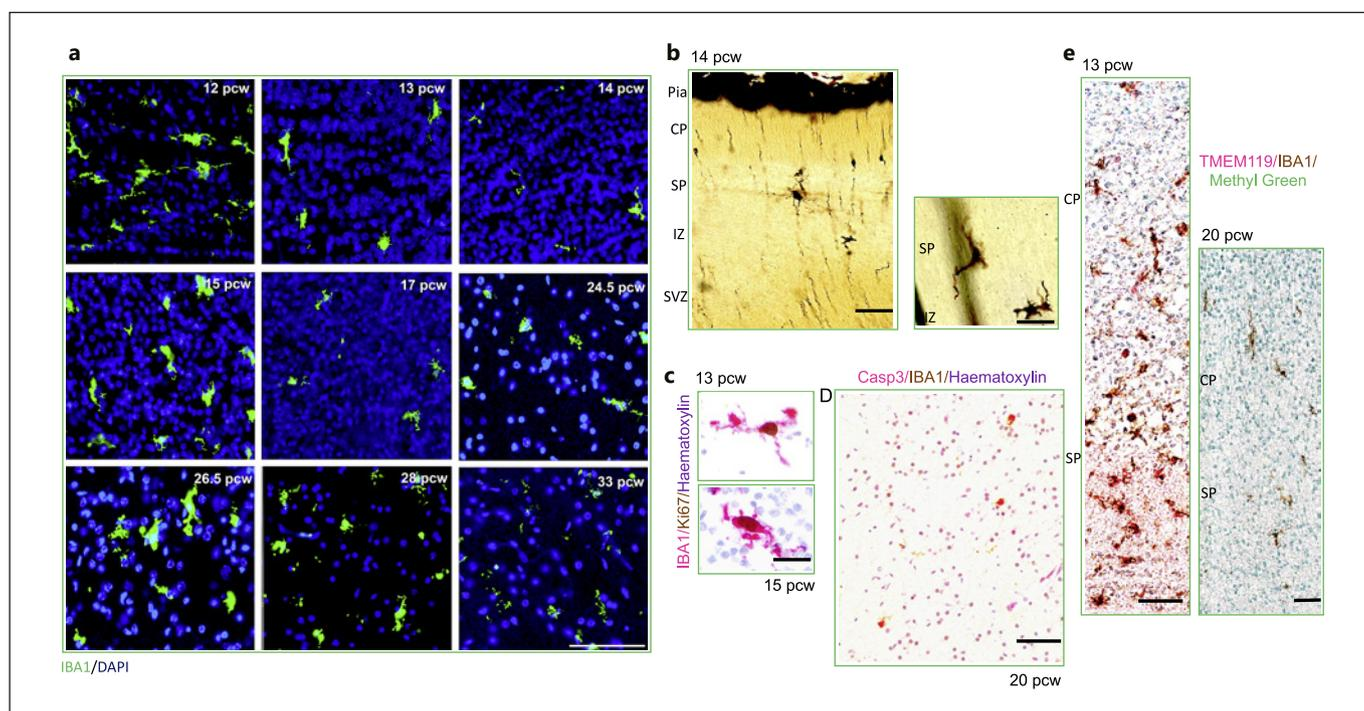 a
12 pcw
13 pcw
14 pcw
15 pcw
17 pcw
24.5 pcw
26.5 pcw
28 pcw
33 pcw
IBA1/DAPI
b
14 pcw
Pia
CP
SP
IZ
SVZ
SP
IZ
c
13 pcw
IBA1/Ki67/Haematoxylin
15 pcw
Casp3/IBA1/Haematoxylin
D
20 pcw
e
13 pcw
CP
SP
TMEM119/IBA1/
Methyl Green
20 pcw
CP
SP